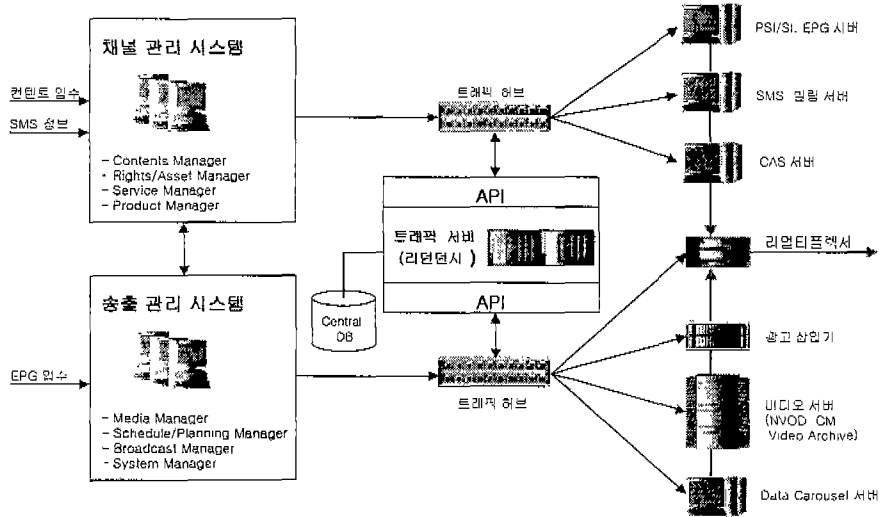 채널 관리 시스템
컨텐트 입수
SMS 정보
- Contents Manager
- Rights/Asset Manager
- Service Manager
- Product Manager
송출 관리 시스템
EPG 입수
- Media Manager
- Schedule/Planning Manager
- Broadcast Manager
- System Manager
트래픽 허브
API
트래픽 서버
(리던던시)
API
Central
DB
트래픽 허브
PSI/SI. EPG 서버
SMS 빌링 서버
CAS 서버
리멀티플렉서
광고 삽입기
비디오 서버
(NVOD CM
Video Archive)
Data Carousel 서버